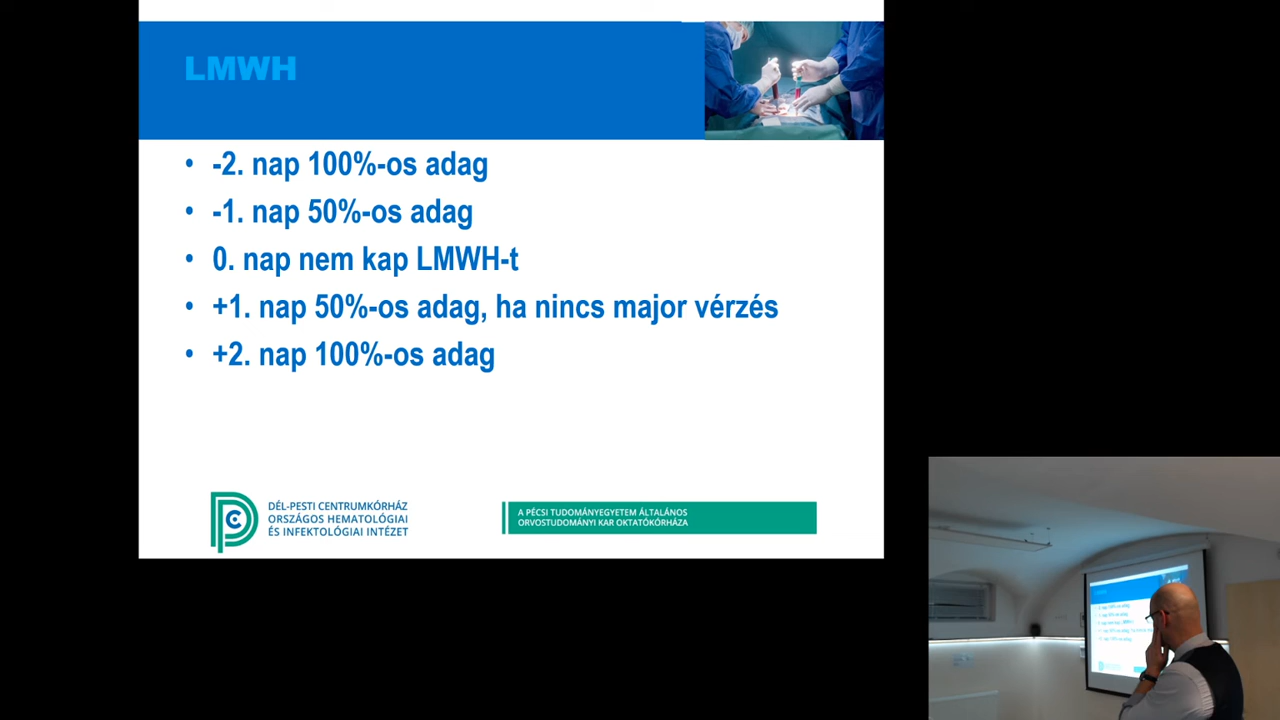 LMWH
• -2. nap 100%-os adag
• -1. nap 50%-os adag
• 0. nap nem kap LMWH-t
• +1. nap 50%-os adag, ha nincs major vérzés
• +2. nap 100%-os adag
DÉL-PESTI CENTRUMKÓRHÁZ
ORSZÁGOS HEMATOLÓGIAI
ÉS INFEKTOLÓGIAI INTÉZET
A PÉCSI TUDOMÁNYEGYETEM ÁLTALÁNOS
ORVOSTUDOMÁNYI KAR OKTATÓKÓRHÁZA